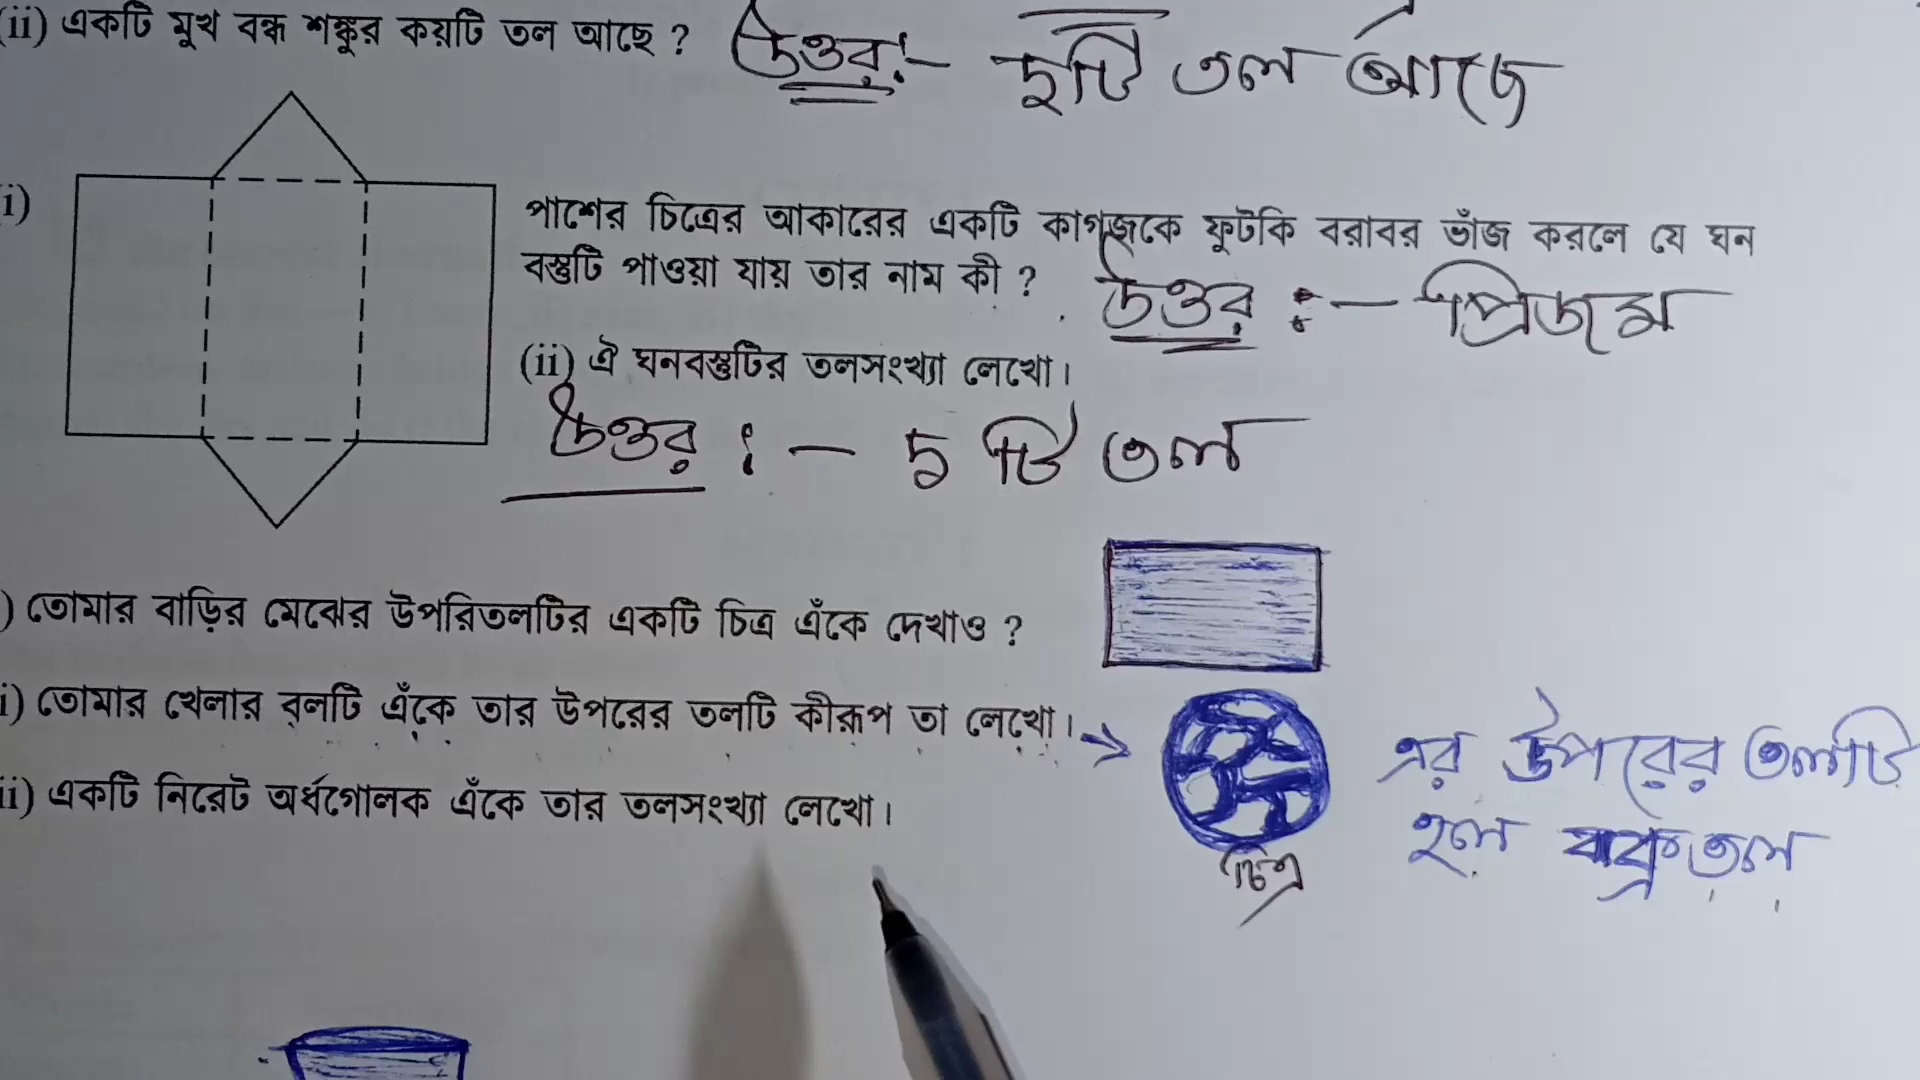 (ii) একটি মুখ বন্ধ শঙ্কুর কয়টি তল আছে ? উত্তর :- ২টি তল আছে
i)
পাশের চিত্রের আকারের একটি কাগজকে ফুটকি বরাবর ভাঁজ করলে যে ঘন
বস্তুটি পাওয়া যায় তার নাম কী ? উত্তর :- প্রিজম
(ii) ঐ ঘনবস্তুটির তলসংখ্যা লেখো।
উত্তর :- ৫ টি তল
) তোমার বাড়ির মেঝের উপরিতলটির একটি চিত্র এঁকে দেখাও ?
i) তোমার খেলার বলটি এঁকে তার উপরের তলটি কীরূপ তা লেখো। → এর উপরের তলটি
হল বক্রতল
চিত্র
ii) একটি নিরেট অর্ধগোলক এঁকে তার তলসংখ্যা লেখো।